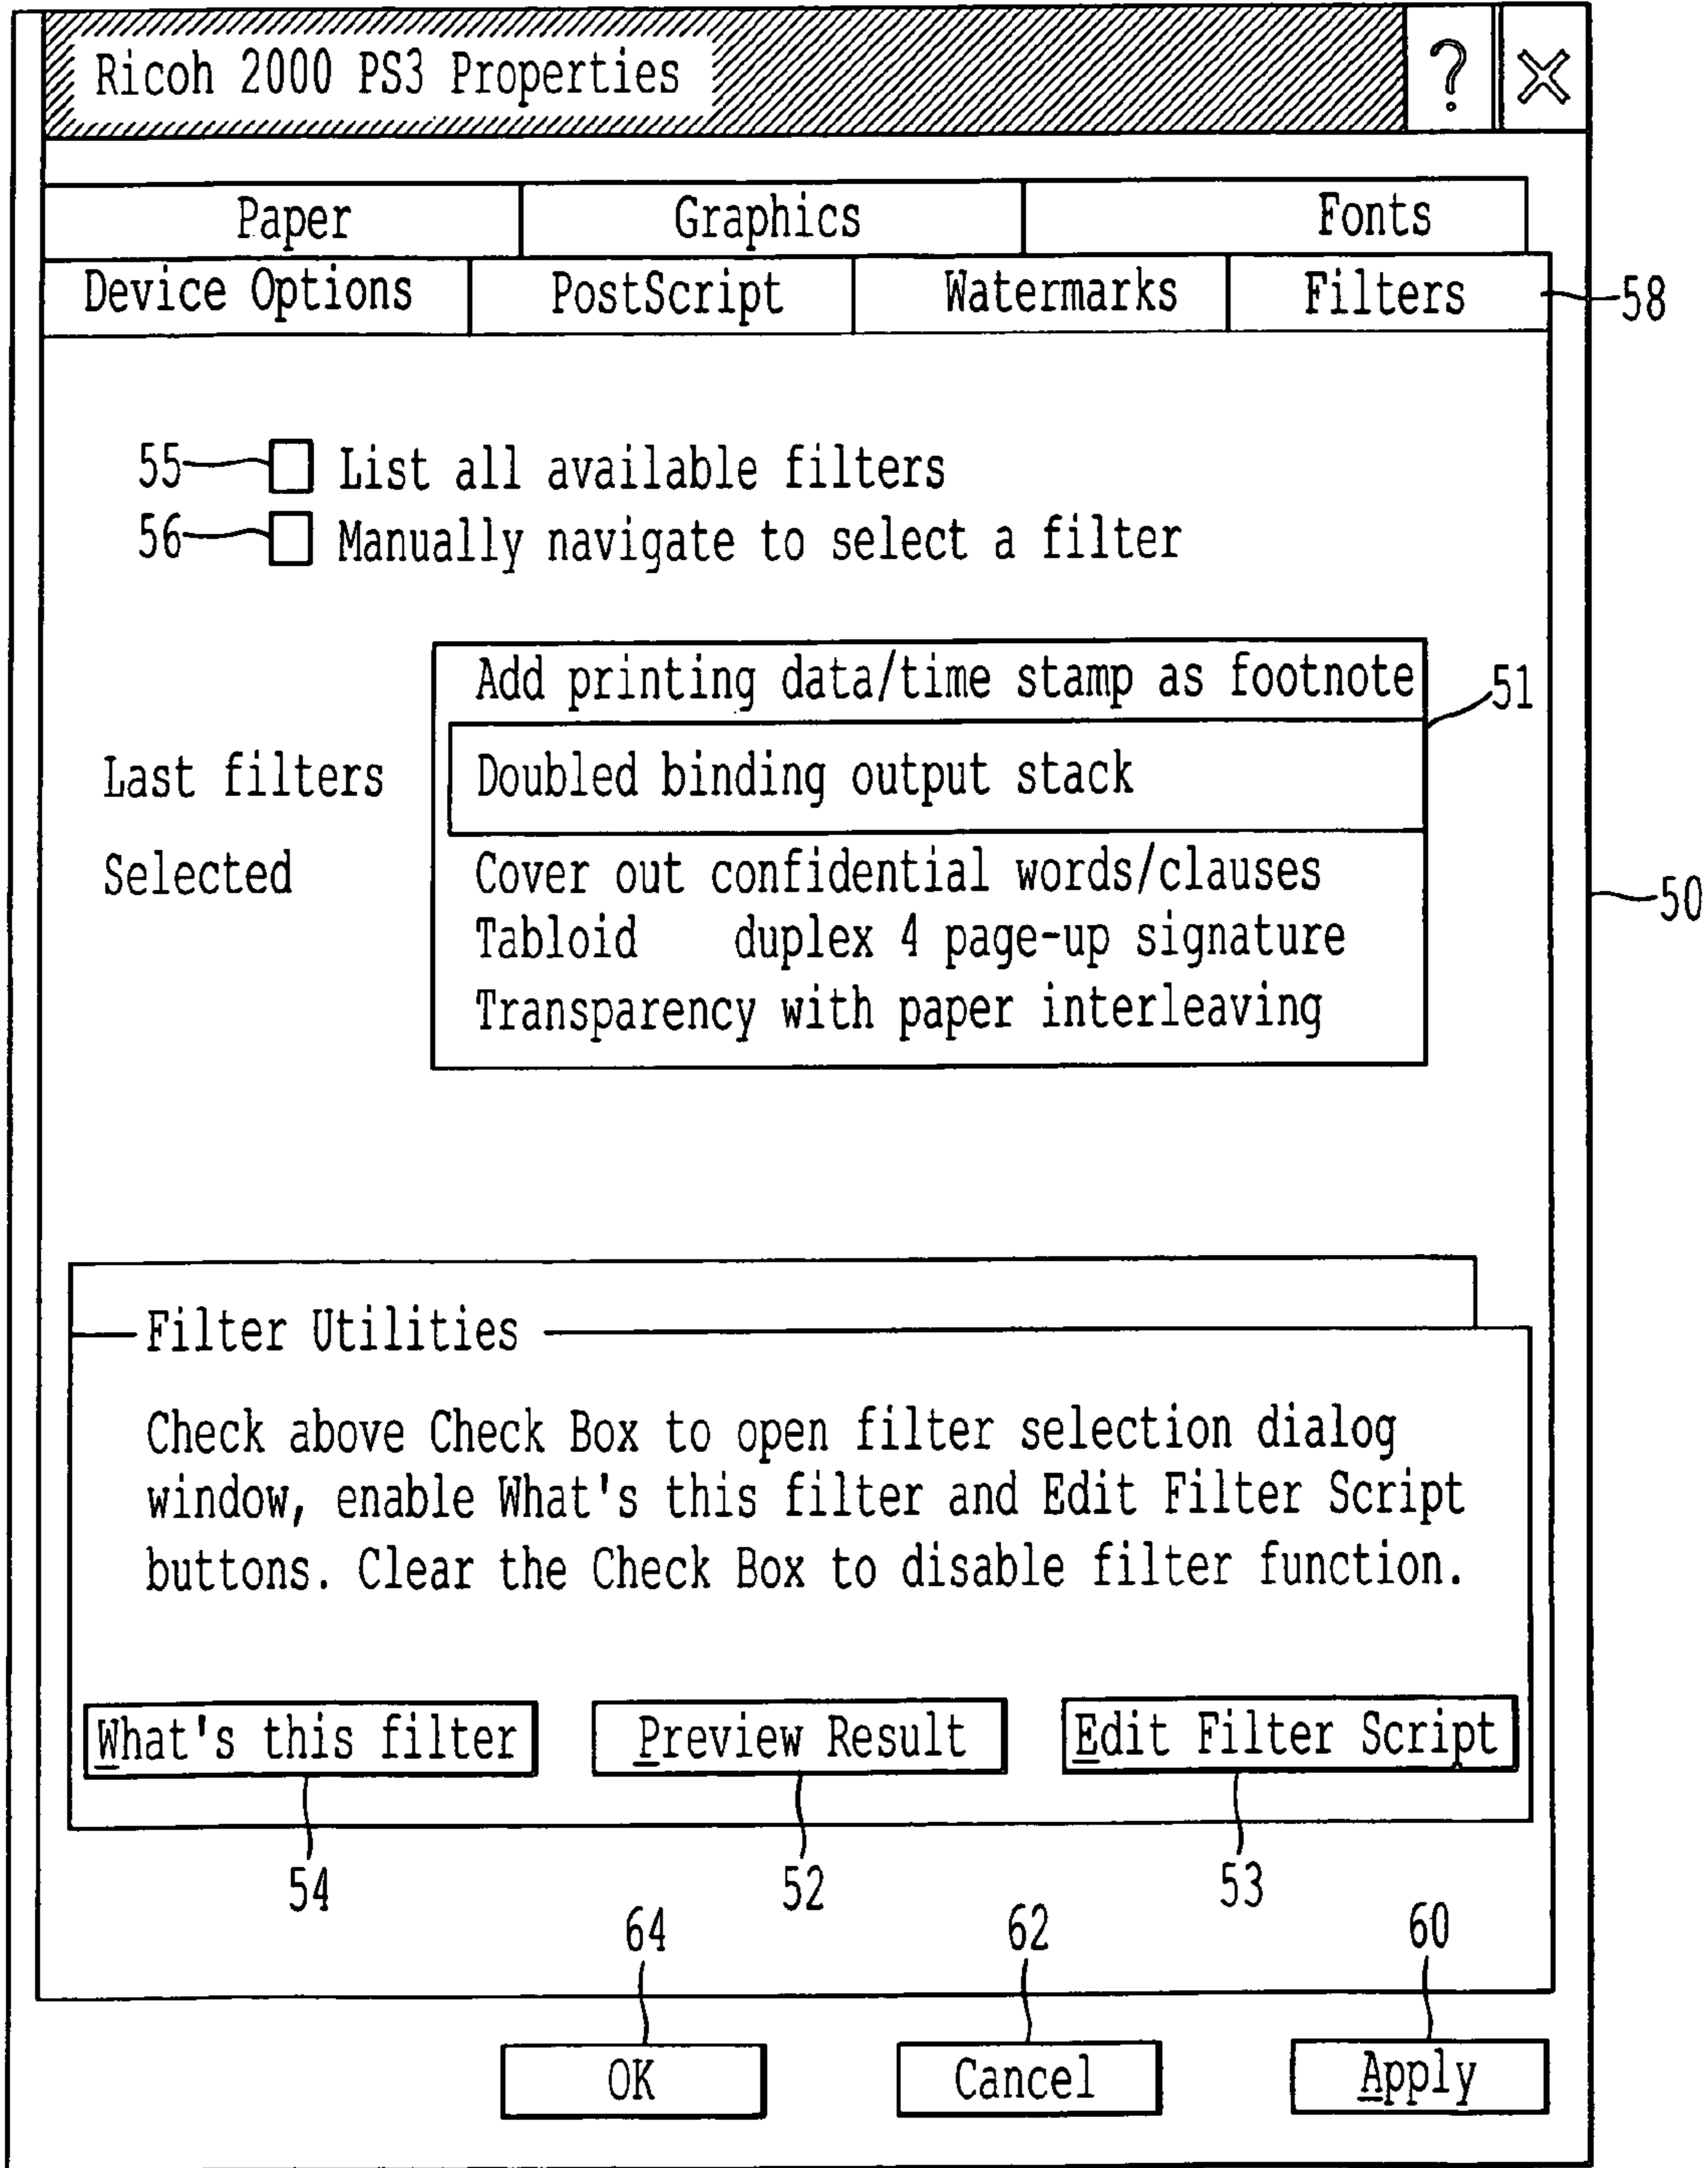 Ricoh 2000 PS3 Properties ? X
Paper Graphics Fonts
Device Options PostScript Watermarks Filters 58
55 List all available filters
56 Manually navigate to select a filter
Add printing data/time stamp as footnote 51
Last filters Doubled binding output stack
Selected Cover out confidential words/clauses
50
Tabloid duplex 4 page-up signature
Transparency with paper interleaving
Filter Utilities
Check above Check Box to open filter selection dialog
window, enable What's this filter and Edit Filter Script
buttons. Clear the Check Box to disable filter function.
What's this filter Preview Result Edit Filter Script
54 52 53
64 62 60
OK Cancel Apply